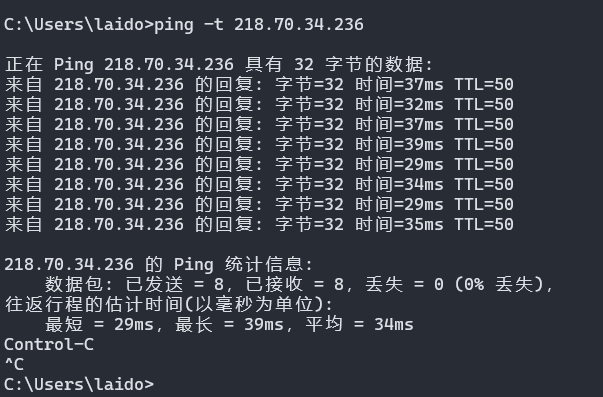 C:\Users\laido>ping -t 218.70.34.236
正在 Ping 218.70.34.236 具有 32 字节的数据:
来自 218.70.34.236 的回复: 字节=32 时间=37ms TTL=50
来自 218.70.34.236 的回复: 字节=32 时间=32ms TTL=50
来自 218.70.34.236 的回复: 字节=32 时间=37ms TTL=50
来自 218.70.34.236 的回复: 字节=32 时间=39ms TTL=50
来自 218.70.34.236 的回复: 字节=32 时间=29ms TTL=50
来自 218.70.34.236 的回复: 字节=32 时间=34ms TTL=50
来自 218.70.34.236 的回复: 字节=32 时间=29ms TTL=50
来自 218.70.34.236 的回复: 字节=32 时间=35ms TTL=50
218.70.34.236 的 Ping 统计信息:
数据包: 已发送 = 8，已接收 = 8，丢失 = 0 (0% 丢失)，
往返行程的估计时间(以毫秒为单位):
最短 = 29ms，最长 = 39ms，平均 = 34ms
Control-C
^C
C:\Users\laido>